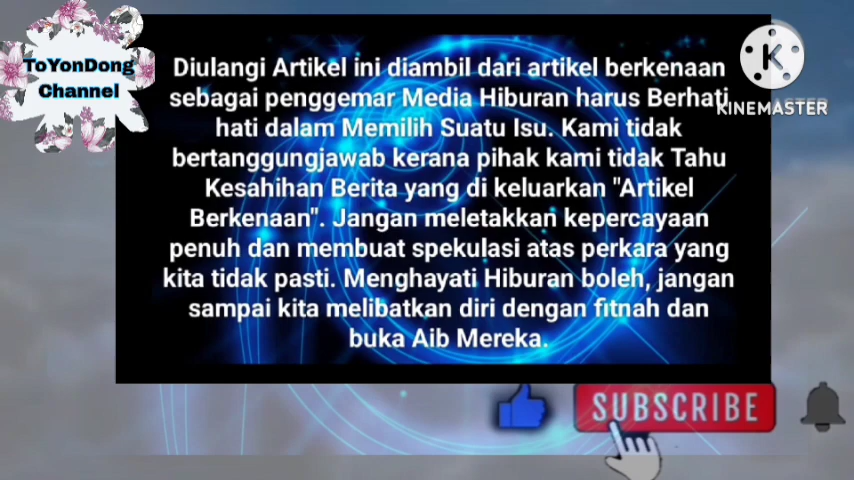 ToYonDong
Channel
Diulangi Artikel ini diambil dari artikel berkenaan
sebagai penggemar Media Hiburan harus Berhati
hati dalam Memilih Suatu Isu. Kami tidak
bertanggungjawab kerana pihak kami tidak Tahu
Kesahihan Berita yang di keluarkan "Artikel
Berkenaan". Jangan meletakkan kepercayaan
penuh dan membuat spekulasi atas perkara yang
kita tidak pasti. Menghayati Hiburan boleh, jangan
sampai kita melibatkan diri dengan fitnah dan
buka Aib Mereka.
K
KINEMASTER
SUBSCRIBE